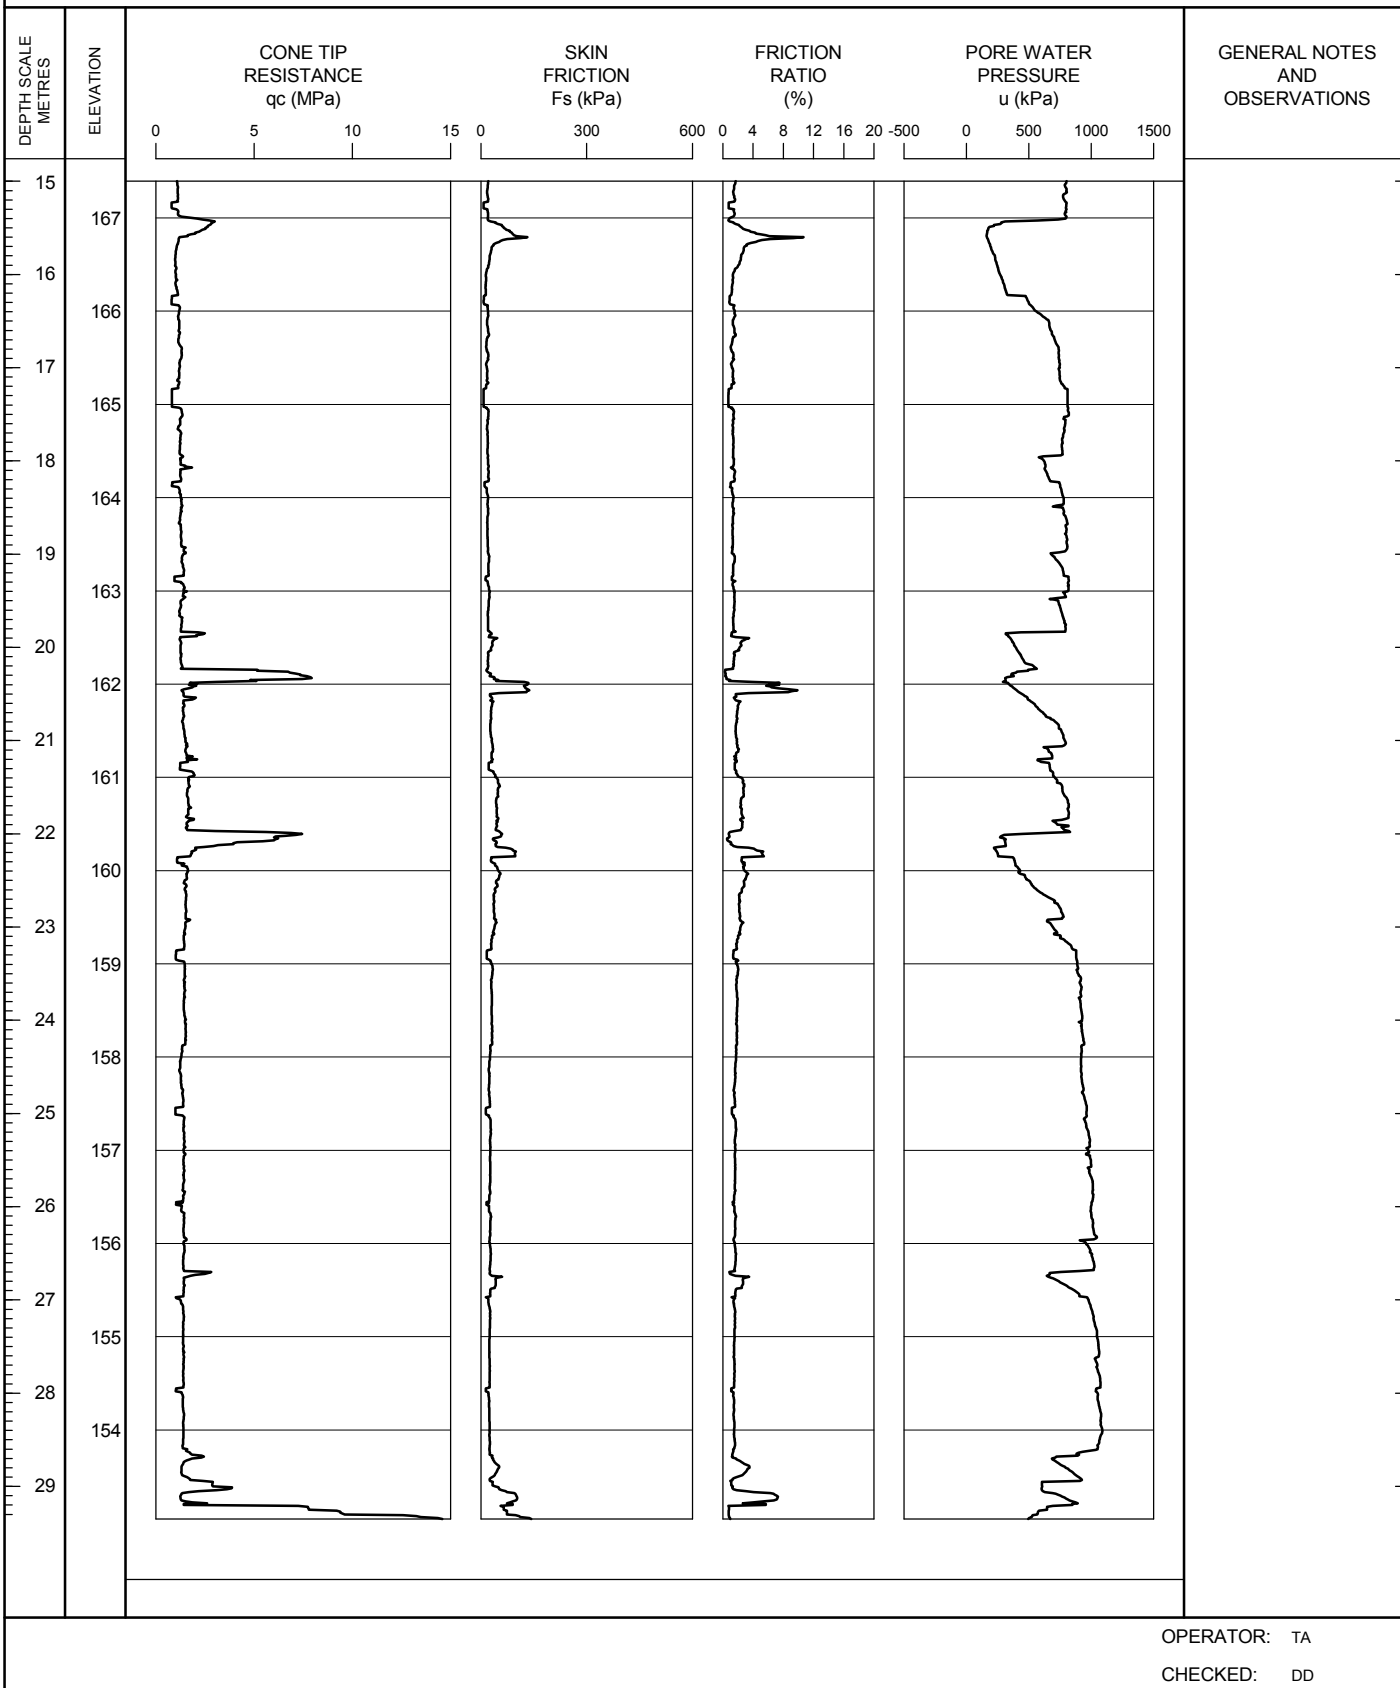 DEPTH SCALE
METRES
ELEVATION
CONE TIP
RESISTANCE
qc (MPa)
SKIN
FRICTION
Fs (kPa)
FRICTION
RATIO
(%)
PORE WATER
PRESSURE
u (kPa)
GENERAL NOTES
AND
OBSERVATIONS
0 5 10 15
0 300 600
0 4 8 12 16 20
-500 0 500 1000 1500
15
167
16
166
17
165
18
164
19
163
20
162
21
161
22
160
23
159
24
158
25
157
26
156
27
155
28
154
29
OPERATOR: TA
CHECKED: DD